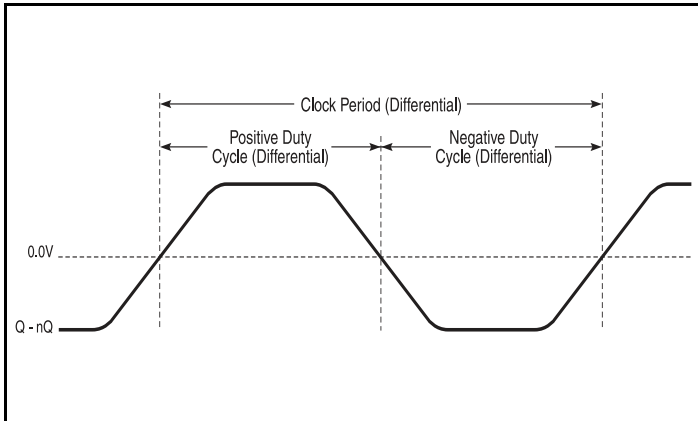 Clock Period (Differential)
Positive Duty
Cycle (Differential)
Negative Duty
Cycle (Differential)
0.0V
Q - nQ